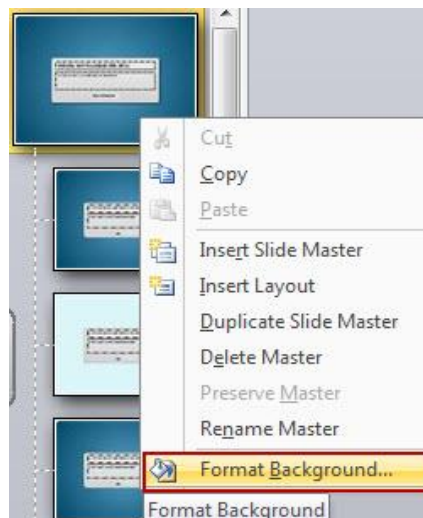 Cut
Copy
Paste
Insert Slide Master
Insert Layout
Duplicate Slide Master
Delete Master
Preserve Master
Rename Master
Format Background...
Format Background